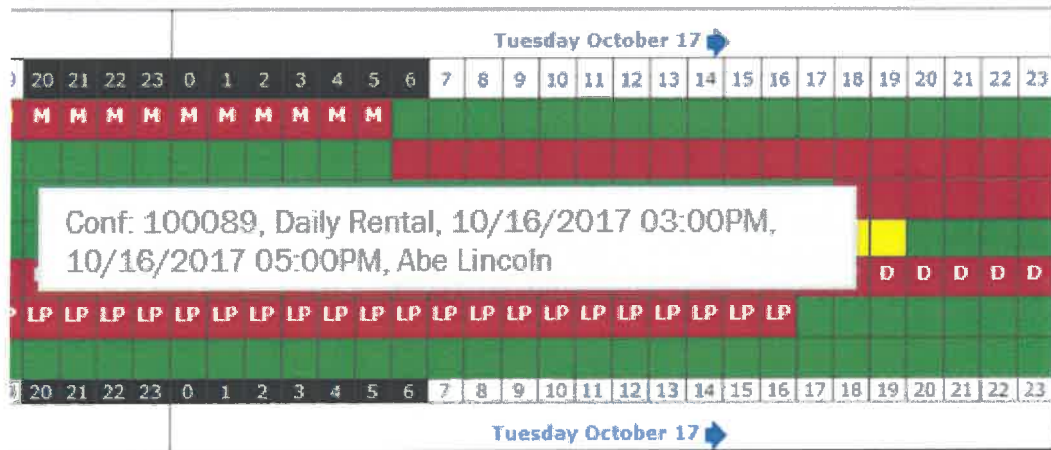 Tuesday October 17
20 21 22 23 0 1 2 3 4 5 6 7 8 9 10 11 12 13 14 15 16 17 18 19 20 21 22 23
M M M M M M M M M M
Conf: 100089, Daily Rental, 10/16/2017 03:00PM,
10/16/2017 05:00PM, Abe Lincoln
D D D D D
LP LP LP LP LP LP LP LP LP LP LP LP LP LP LP LP LP LP LP LP LP
20 21 22 23 0 1 2 3 4 5 6 7 8 9 10 11 12 13 14 15 16 17 18 19 20 21 22 23
Tuesday October 17